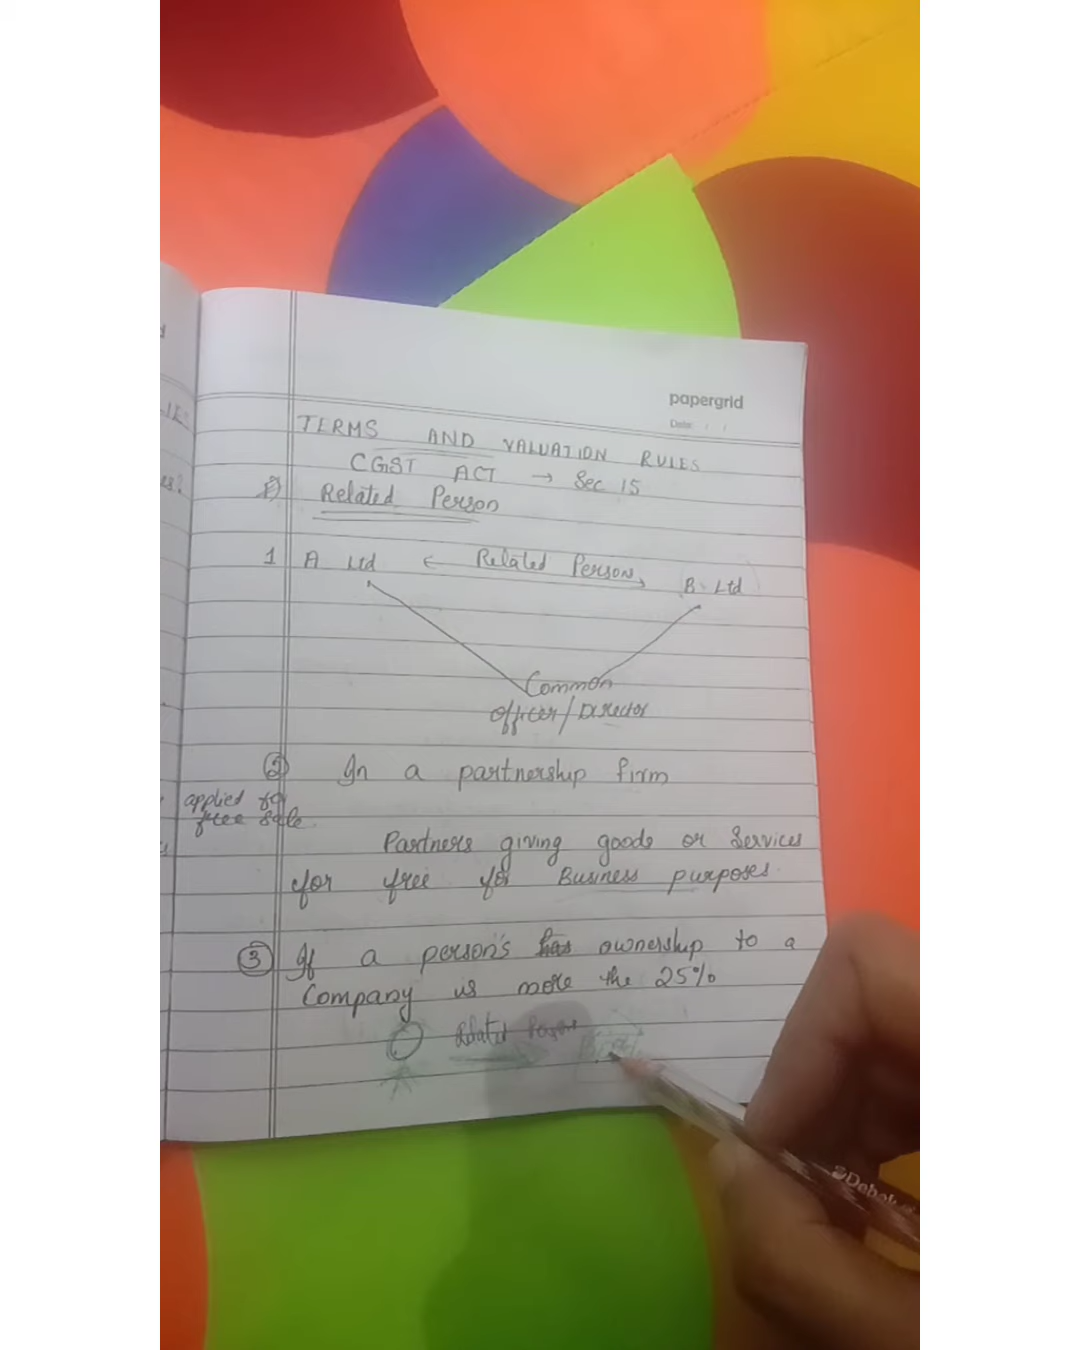 papergrid
Date: / /
TERMS AND VALUATION RULES
CGST ACT → Sec 15
Related Person
1 A Ltd ← Related Person, B. Ltd
Common
Officer/Director
② In a partnership firm
applied for
free sale
Partners giving goods or Services
for free for Business purposes.
③ If a person's ownership to a
Company is more the 25%
Related Person
Debok